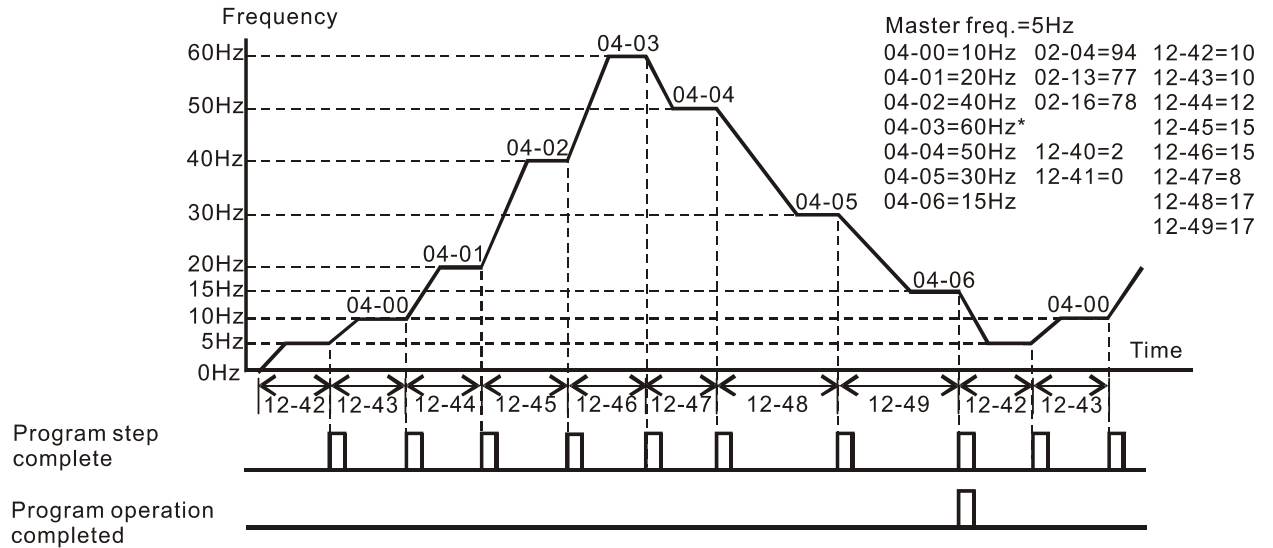 Frequency
Master freq.=5Hz
04-00=10Hz 02-04=94 12-42=10
04-01=20Hz 02-13=77 12-43=10
04-02=40Hz 02-16=78 12-44=12
04-03=60Hz* 12-45=15
04-04=50Hz 12-40=2 12-46=15
04-05=30Hz 12-41=0 12-47=8
04-06=15Hz 12-48=17
12-49=17
60Hz
50Hz
40Hz
30Hz
20Hz
15Hz
10Hz
5Hz
0Hz
04-03
04-04
04-02
04-05
04-01
04-06
04-00
04-00
Time
12-42 12-43 12-44 12-45 12-46 12-47 12-48 12-49 12-42 12-43
Program step
complete
Program operation
completed